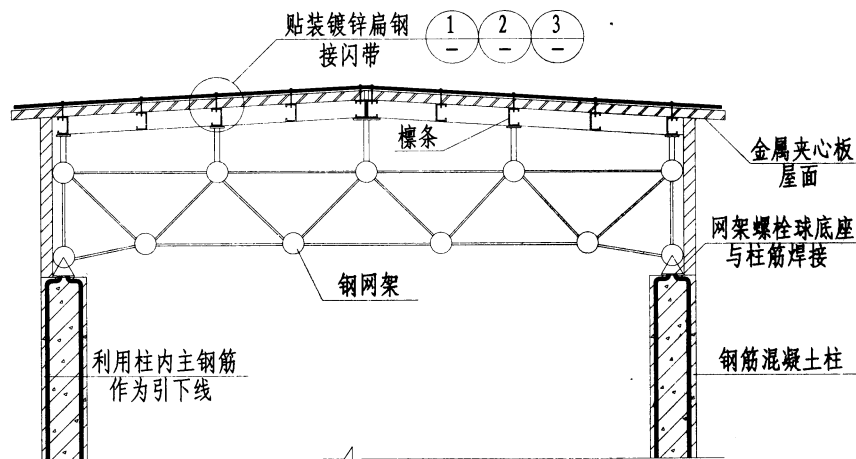 贴装镀锌扁钢
接闪带
1 2 3
– – –
檩条
金属夹心板
屋面
网架螺栓球底座
与柱筋焊接
钢网架
利用柱内主钢筋
作为引下线
钢筋混凝土柱